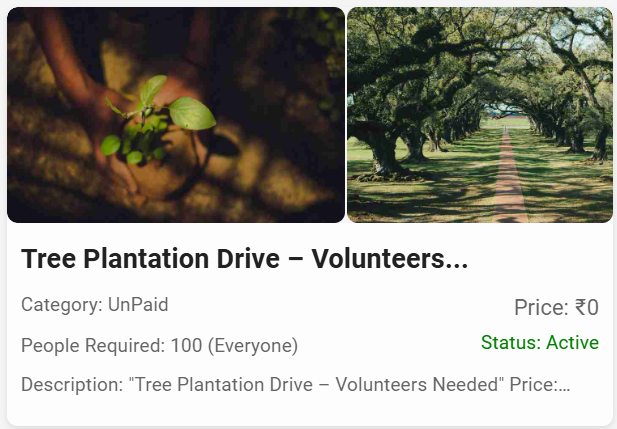 Tree Plantation Drive – Volunteers...
Category: UnPaid
Price: ₹0
People Required: 100 (Everyone)
Status: Active
Description: "Tree Plantation Drive – Volunteers Needed" Price:...